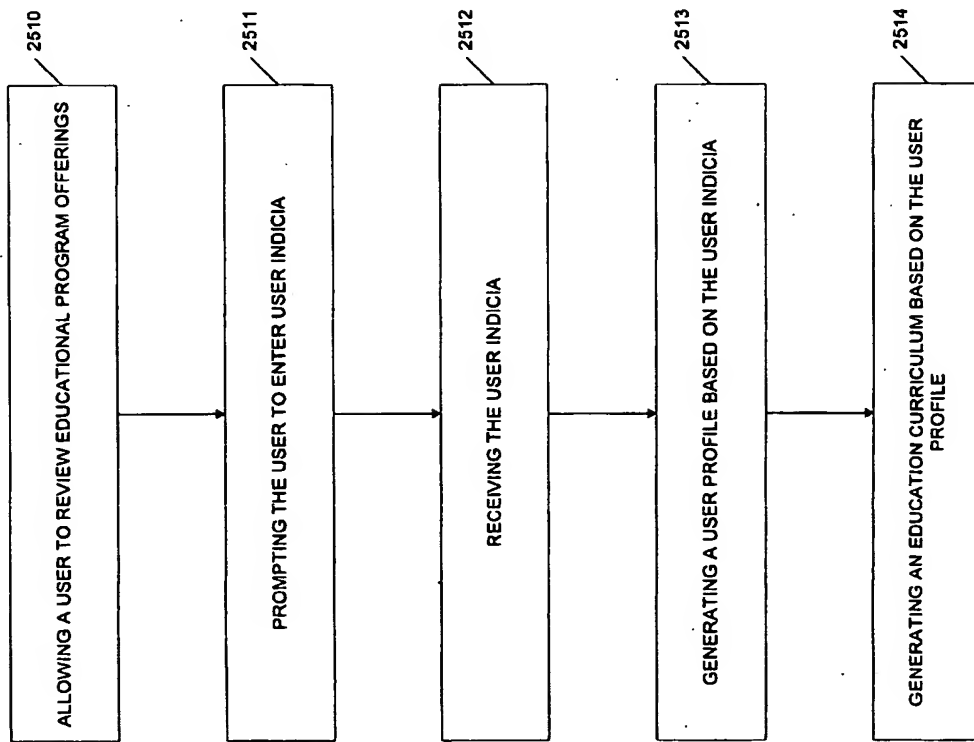 2510
ALLOWING A USER TO REVIEW EDUCATIONAL PROGRAM OFFERINGS
2511
PROMPTING THE USER TO ENTER USER INDICIA
2512
RECEIVING THE USER INDICIA
2513
GENERATING A USER PROFILE BASED ON THE USER INDICIA
2514
GENERATING AN EDUCATION CURRICULUM BASED ON THE USER
PROFILE